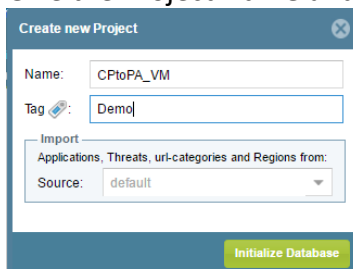 Create new Project
Name: CPtoPA_VM
Tag : Demo
Import
Applications, Threats, url-categories and Regions from:
Source: default
Initialize Database